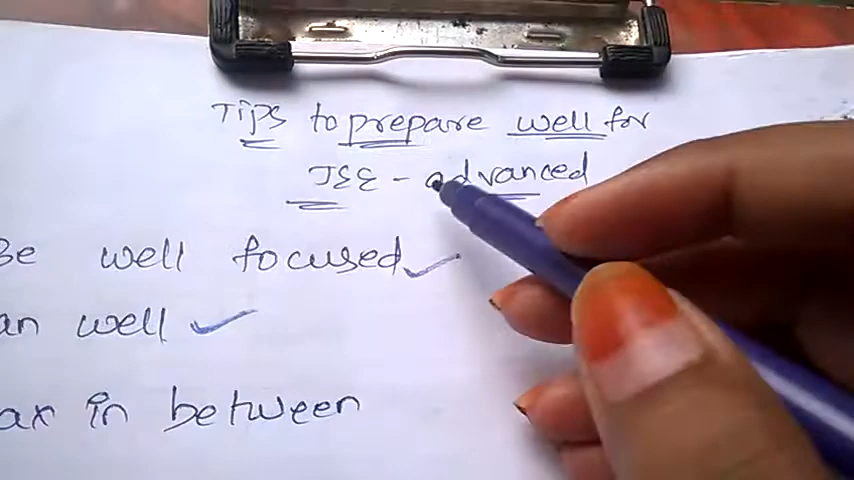 Tips to prepare well for
JEE - advanced
Be well focused
an well
ax in between